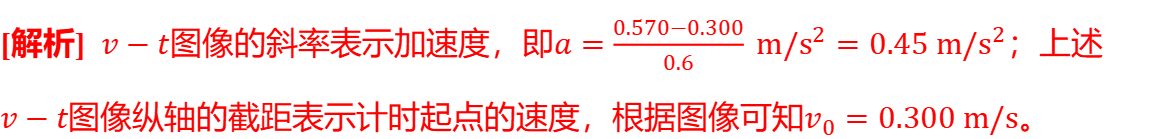 [解析] v − t图像的斜率表示加速度，即a = \frac{0.570−0.300}{0.6} m/s² = 0.45 m/s²；上述
v − t图像纵轴的截距表示计时起点的速度，根据图像可知v₀ = 0.300 m/s。